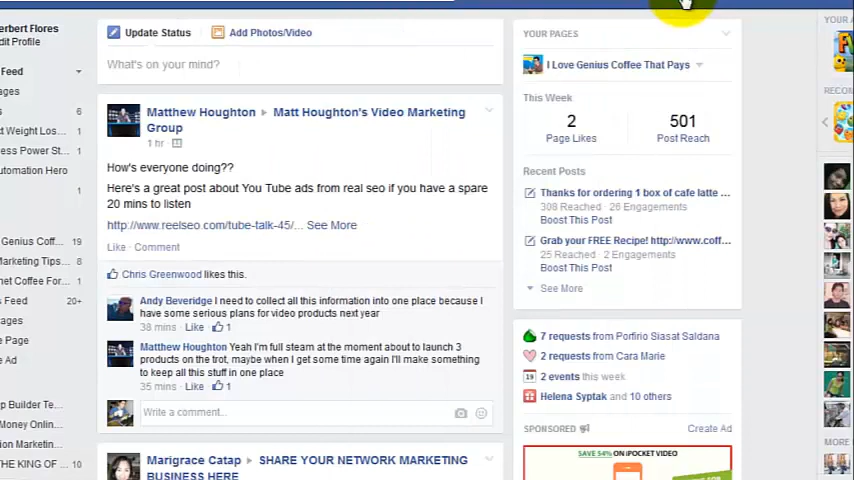 erbert Flores
dit Profile
Feed
ages
s 6
ct Weight Los... 1
ness Power St... 1
utomation Hero
1
Genius Coff... 19
Marketing Tips... 8
net Coffee For... 1
s Feed 20+
ages
e Page
e Ad
p Builder Te...
Money Onlin...
ion Marketin...
THE KING OF ... 10
Update Status Add Photos/Video
What's on your mind?
Matthew Houghton Matt Houghton's Video Marketing
Group
1 hr
How's everyone doing??
Here's a great post about You Tube ads from real seo if you have a spare
20 mins to listen
http://www.reelseo.com/tube-talk-45/... See More
Like · Comment
Chris Greenwood likes this.
Andy Beveridge I need to collect all this information into one place because I
have some serious plans for video products next year
38 mins · Like · 1
Matthew Houghton Yeah I'm full steam at the moment about to launch 3
products on the trot, maybe when I get some time again I'll make something
to keep all this stuff in one place
35 mins · Like · 1
Write a comment...
Marigrace Catap SHARE YOUR NETWORK MARKETING
BUSINESS HERE
YOUR PAGES
I Love Genius Coffee That Pays
This Week
2 501
Page Likes Post Reach
Recent Posts
Thanks for ordering 1 box of cafe latte ...
308 Reached · 26 Engagements
Boost This Post
Grab your FREE Recipe! http://www.coff...
25 Reached · 2 Engagements
Boost This Post
See More
7 requests from Porfirio Siasat Saldana
2 requests from Cara Marie
19 2 events this week
Helena Syptak and 10 others
SPONSORED Create Ad
SAVE 54% ON iPOCKET VIDEO
YOUR G
RECOM
MORE